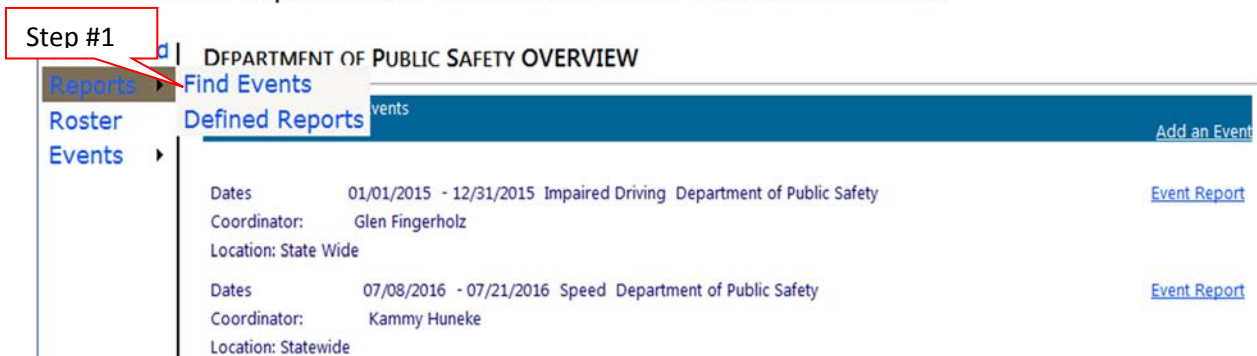 Step #1
d
DEPARTMENT OF PUBLIC SAFETY OVERVIEW
Reports
Find Events
Defined Reports
vents
Add an Event
Roster
Events
Dates 01/01/2015 - 12/31/2015 Impaired Driving Department of Public Safety Event Report
Coordinator: Glen Fingerholz
Location: State Wide
Dates 07/08/2016 - 07/21/2016 Speed Department of Public Safety Event Report
Coordinator: Kammy Huneke
Location: Statewide